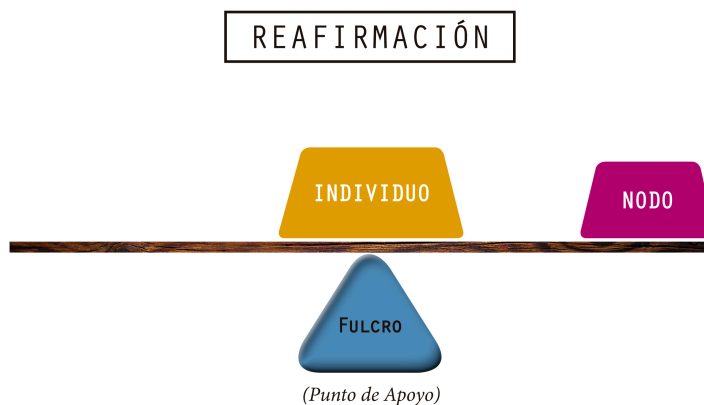 REAFIRMACIÓN
INDIVIDUO
NODO
FULCRO
(Punto de Apoyo)